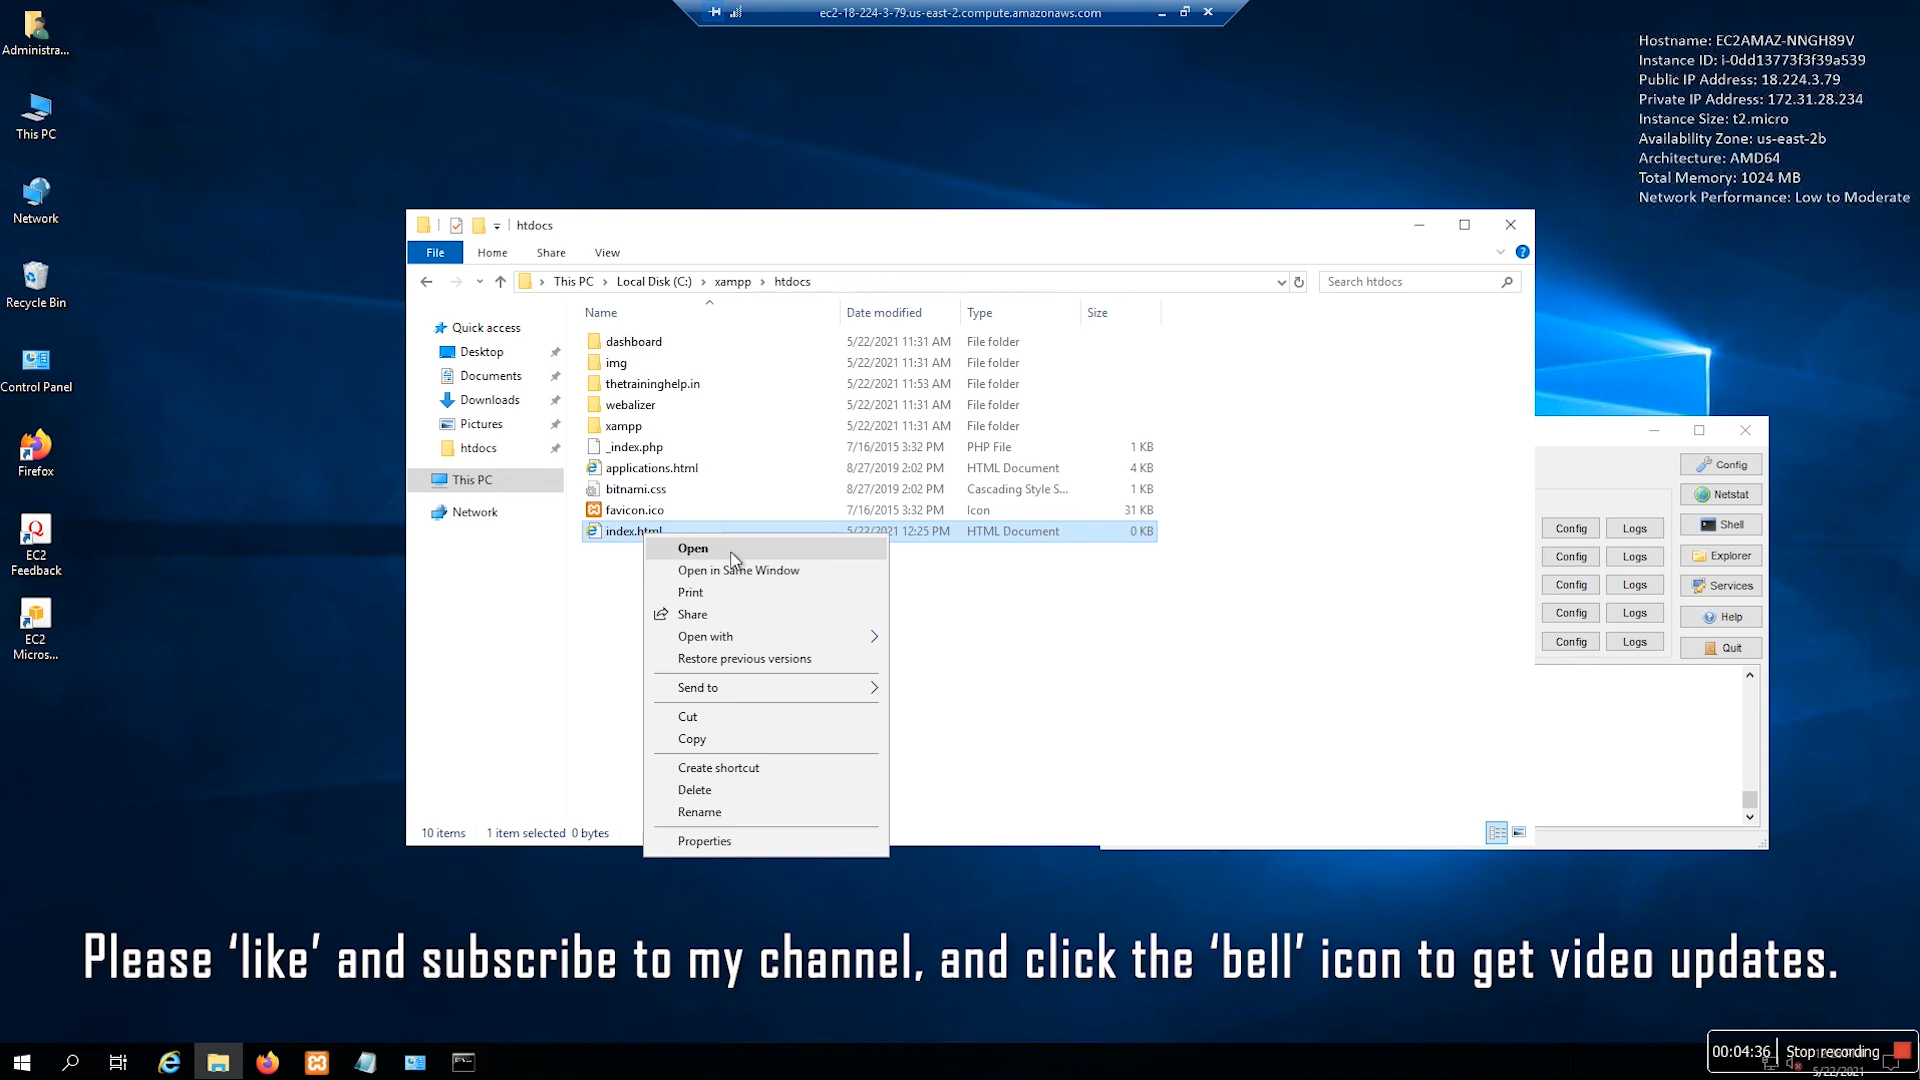 ec2-18-224-3-79.us-east-2.compute.amazonaws.com
Hostname: EC2AMAZ-NNGH89V
Instance ID: i-0dd13773f3f39a539
Public IP Address: 18.224.3.79
Private IP Address: 172.31.28.234
Instance Size: t2.micro
Availability Zone: us-east-2b
Architecture: AMD64
Total Memory: 1024 MB
Network Performance: Low to Moderate
Administra...
This PC
Network
Recycle Bin
Control Panel
Firefox
EC2
Feedback
EC2
Micros...
htdocs
File Home Share View
This PC Local Disk (C:) xampp htdocs
Search htdocs
Quick access
Desktop
Documents
Downloads
Pictures
htdocs
This PC
Network
Name Date modified Type Size
dashboard 5/22/2021 11:31 AM File folder
img 5/22/2021 11:31 AM File folder
thetraininghelp.in 5/22/2021 11:53 AM File folder
webalizer 5/22/2021 11:31 AM File folder
xampp 5/22/2021 11:31 AM File folder
_index.php 7/16/2015 3:32 PM PHP File 1 KB
applications.html 8/27/2019 2:02 PM HTML Document 4 KB
bitnami.css 8/27/2019 2:02 PM Cascading Style S... 1 KB
favicon.ico 7/16/2015 3:32 PM Icon 31 KB
index.html 5/22/2021 12:25 PM HTML Document 0 KB
Open
Open in Same Window
Print
Share
Open with
Restore previous versions
Send to
Cut
Copy
Create shortcut
Delete
Rename
Properties
10 items 1 item selected 0 bytes
Config
Netstat
Shell
Explorer
Services
Help
Quit
Config Logs
Config Logs
Config Logs
Config Logs
Config Logs
Please ‘like’ and subscribe to my channel, and click the ‘bell’ icon to get video updates.
00:04:36 Stop recording
5/22/2021